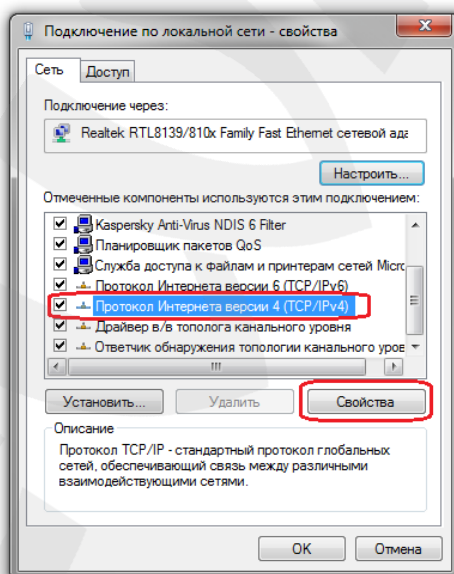 Подключение по локальной сети - свойства
Сеть
Доступ
Подключение через:
Realtek RTL8139/810x Family Fast Ethernet сетевой ада
Настроить...
Отмеченные компоненты используются этим подключением:
Kaspersky Anti-Virus NDIS 6 Filter
Планировщик пакетов QoS
Служба доступа к файлам и принтерам сетей Micro
Протокол Интернета версии 6 (TCP/IPv6)
Протокол Интернета версии 4 (TCP/IPv4)
Драйвер в/в тополога канального уровня
Ответчик обнаружения топологии канального уров
Установить...
Удалить
Свойства
Описание
Протокол TCP/IP - стандартный протокол глобальных
сетей, обеспечивающий связь между различными
взаимодействующими сетями.
OK
Отмена